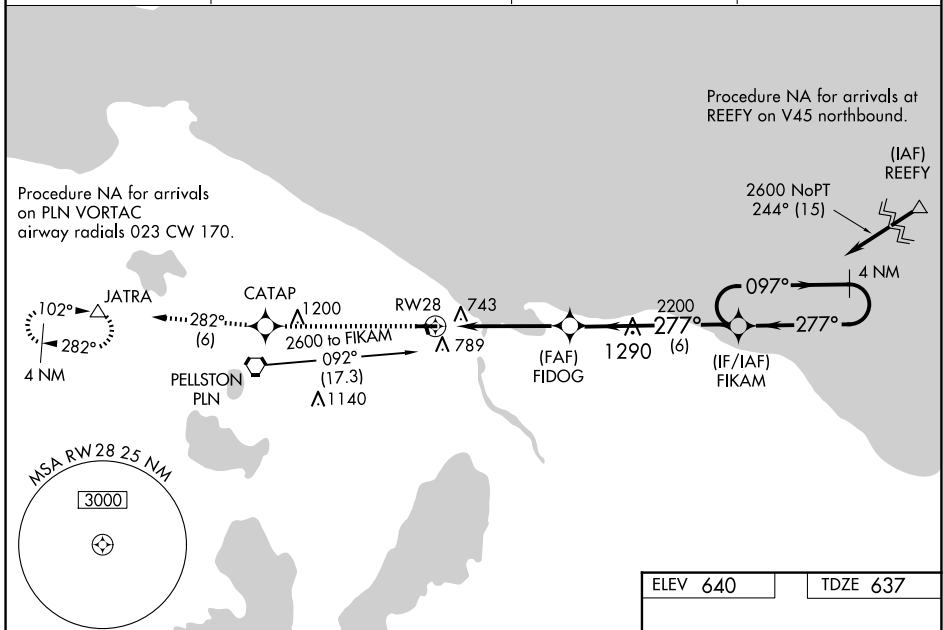 Procedure NA for arrivals at
REEFY on V45 northbound.
(IAF)
REEFY
2600 NoPT
244° (15)
Procedure NA for arrivals
on PLN VORTAC
airway radials 023 CW 170.
4 NM
097°
JATRA
102°
282°
4 NM
CATAP
1200
RW28
743
2200
282°
(6)
2600 to FIKAM
789
277°
(6)
277°
1290
092°
(17.3)
(FAF)
FIDOG
(IF/IAF)
FIKAM
PELLSTON
PLN
1140
MSA RW28 25 NM
3000
ELEV 640
TDZE 637